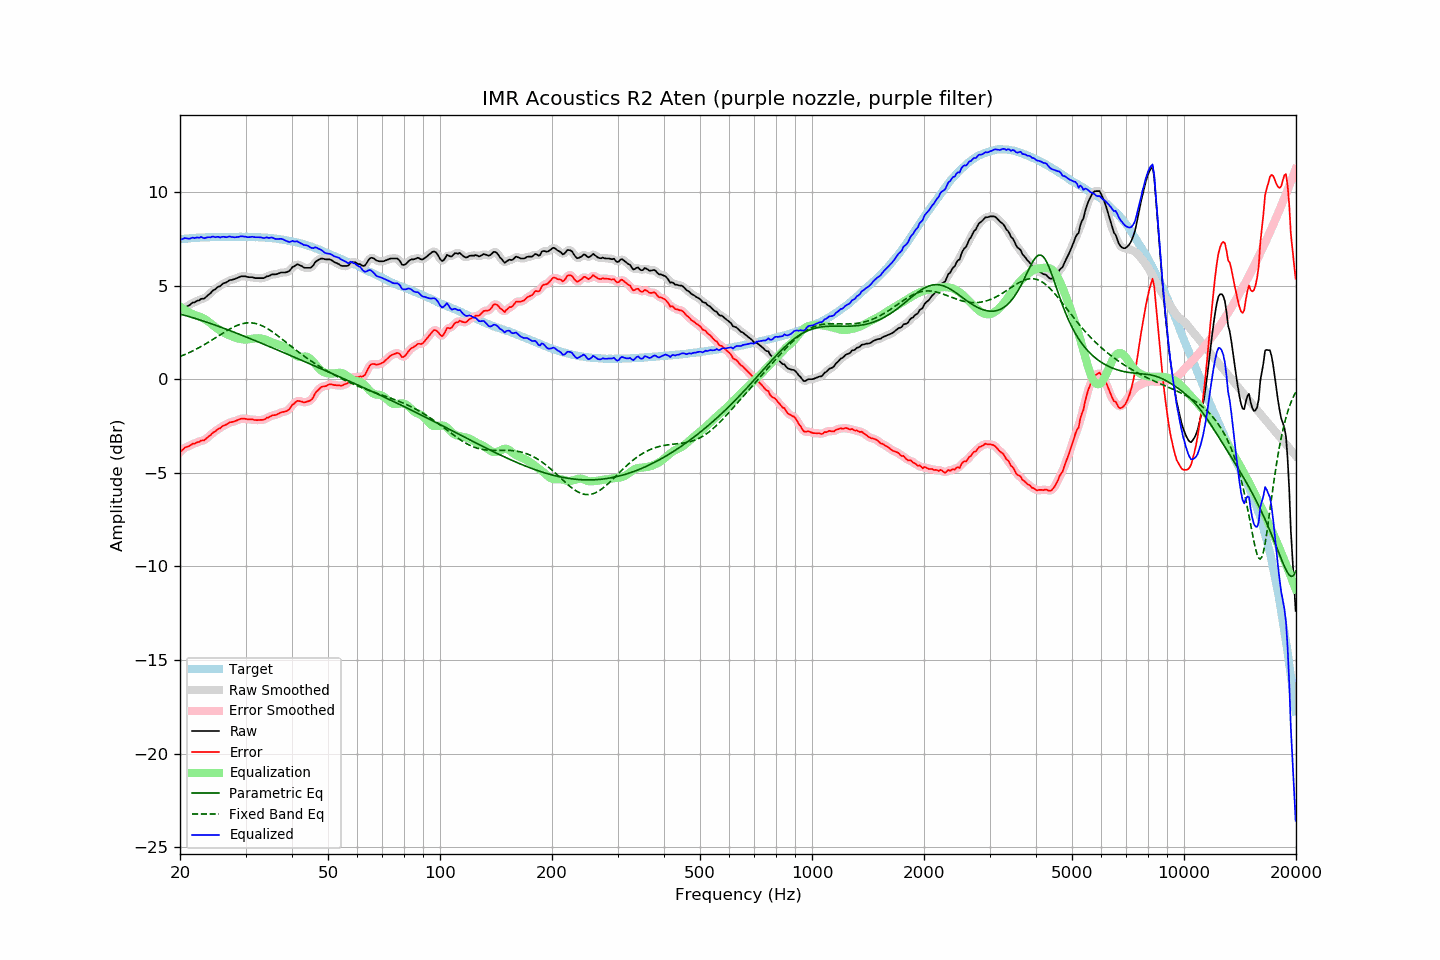 IMR Acoustics R2 Aten (purple nozzle, purple filter)
Amplitude (dBr)
10
5
0
−5
−10
−15
−20
−25
Target
Raw Smoothed
Error Smoothed
Raw
Error
Equalization
Parametric Eq
Fixed Band Eq
Equalized
20 50 100 200 500 1000 2000 5000 10000 20000
Frequency (Hz)